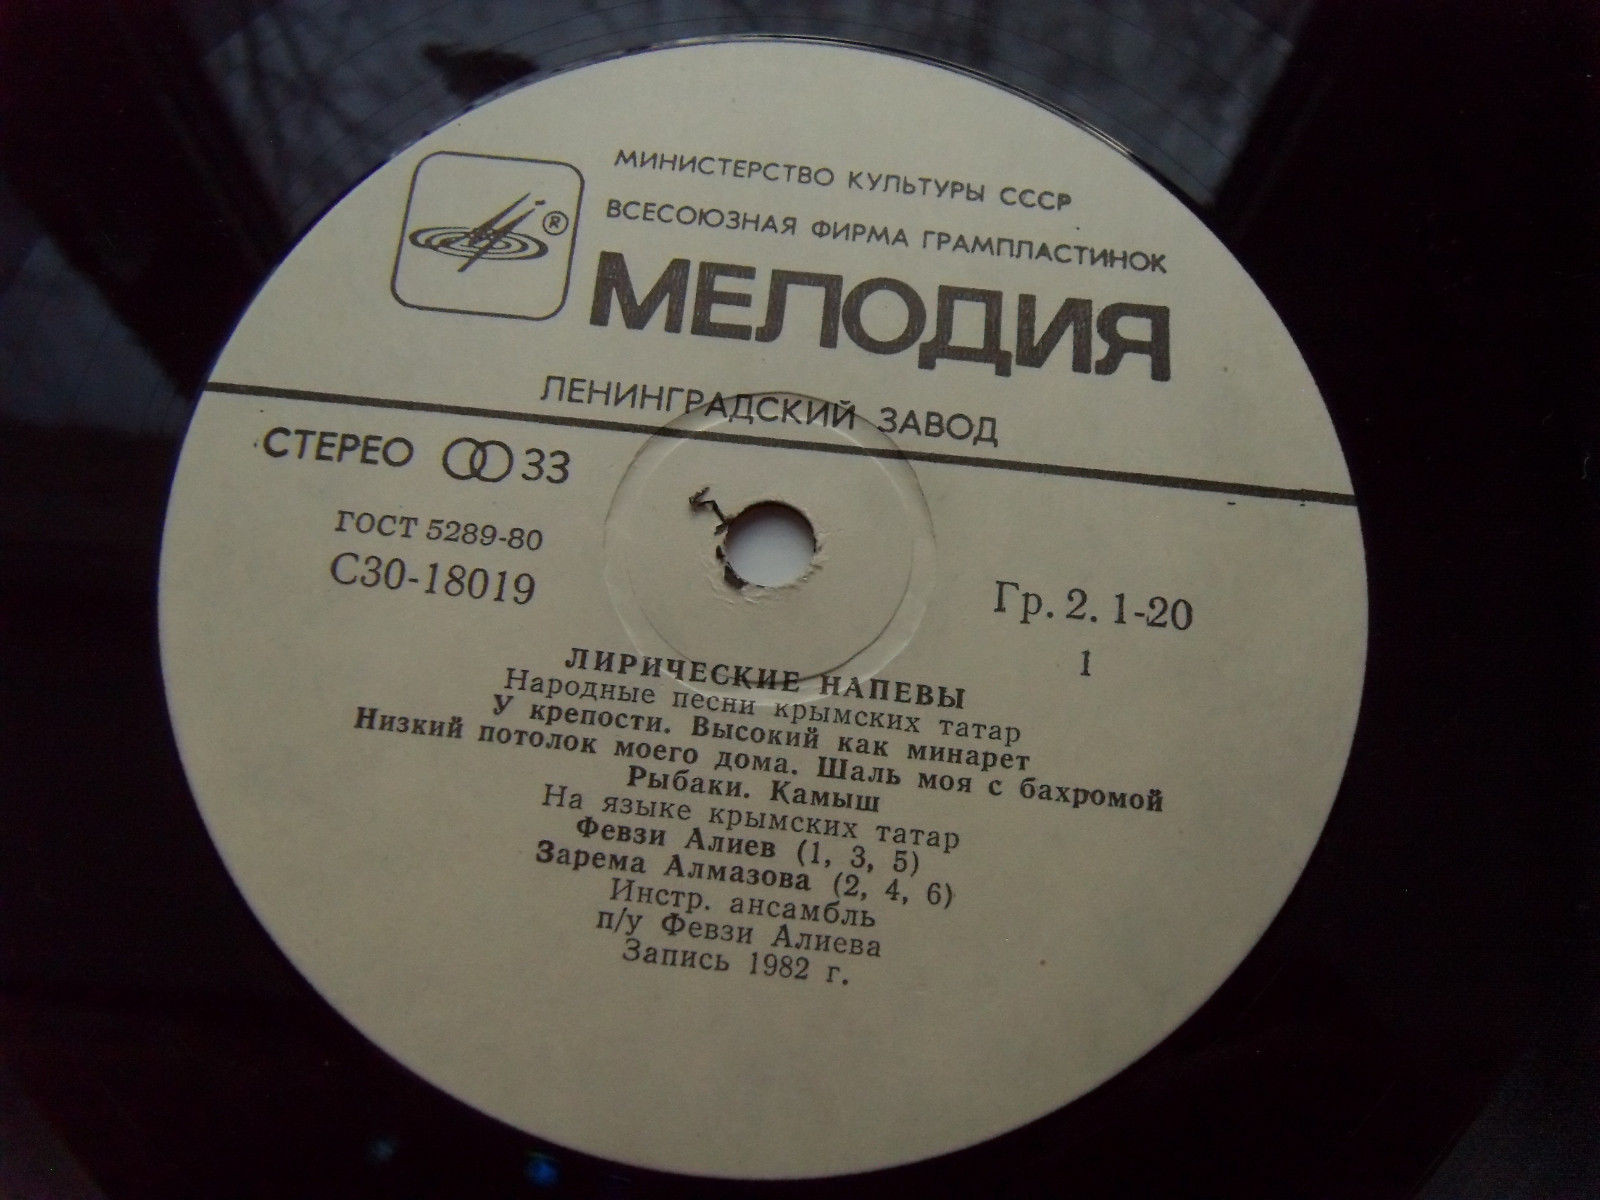 МИНИСТЕРСТВО КУЛЬТУРЫ СССР
ВСЕСОЮЗНАЯ ФИРМА ГРАМПЛАСТИНОК
®
МЕЛОДИЯ
ЛЕНИНГРАДСКИЙ ЗАВОД
СТЕРЕО 33
ГОСТ 5289-80
С30-18019
Гр. 2. 1-20
1
ЛИРИЧЕСКИЕ НАПЕВЫ
Народные песни крымских татар
У крепости. Высокий как минарет
Низкий потолок моего дома. Шаль моя с бахромой
Рыбаки. Камыш
На языке крымских татар
Февзи Алиев (1, 3, 5)
Зарема Алмазова (2, 4, 6)
Инстр. ансамбль
п/у Февзи Алиева
Запись 1982 г.